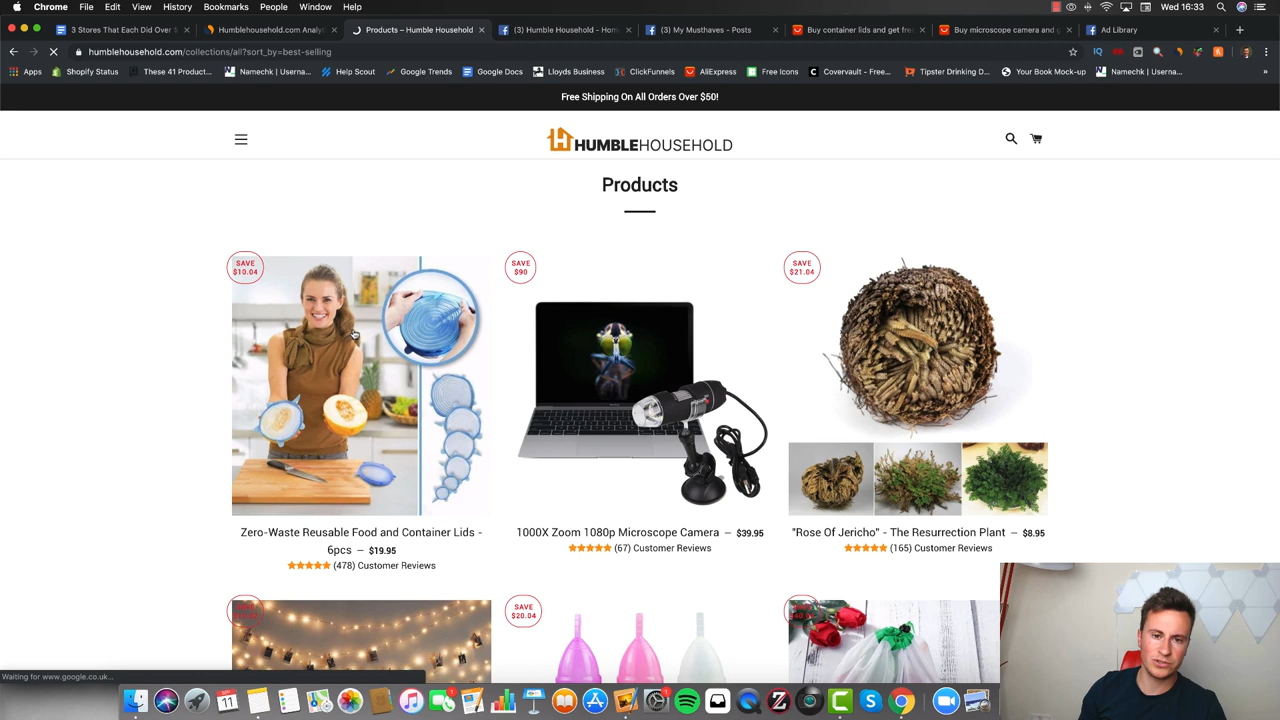 Chrome File Edit View History Bookmarks People Window Help Wed 16:33
3 Stores That Each Did Over Humblehousehold.com Analy Products – Humble Household (3) Humble Household - Hom (3) My Musthaves - Posts Buy container lids and get fre Buy microscope camera and g Ad Library
humblehousehold.com/collections/all?sort_by=best-selling
Apps Shopify Status These 41 Product... Namechk | Userna... Help Scout Google Trends Google Docs Lloyds Business ClickFunnels AliExpress Free Icons Covervault - Free... Tipster Drinking D... Your Book Mock-up Namechk | Userna... »
Free Shipping On All Orders Over $50!
HUMBLEHOUSEHOLD
Products
SAVE $10.04
SAVE $90
SAVE $21.04
Zero-Waste Reusable Food and Container Lids - 6pcs — $19.95
(478) Customer Reviews
1000X Zoom 1080p Microscope Camera — $39.95
(67) Customer Reviews
"Rose Of Jericho" - The Resurrection Plant — $8.95
(165) Customer Reviews
SAVE $20.04
Waiting for www.google.co.uk...